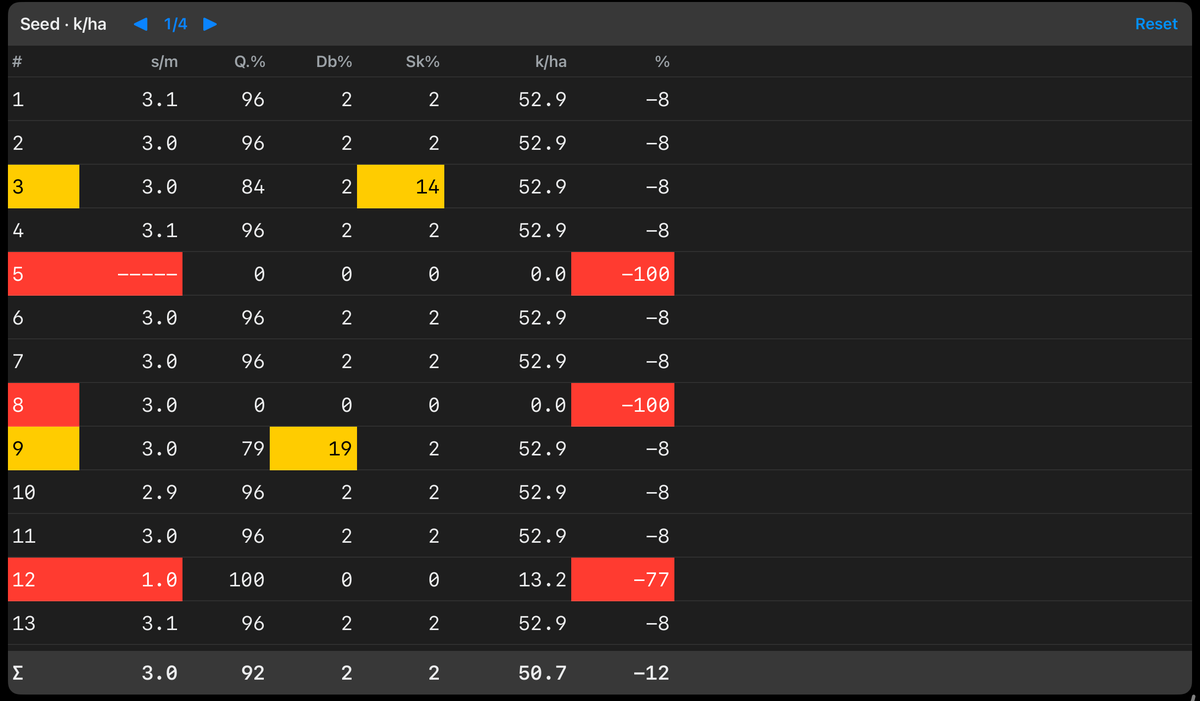 Seed · k/ha ◀ 1/4 ▶ Reset
# s/m Q.% Db% Sk% k/ha %
1 3.1 96 2 2 52.9 −8
2 3.0 96 2 2 52.9 −8
3 3.0 84 2 14 52.9 −8
4 3.1 96 2 2 52.9 −8
5 ––––– 0 0 0 0.0 −100
6 3.0 96 2 2 52.9 −8
7 3.0 96 2 2 52.9 −8
8 3.0 0 0 0 0.0 −100
9 3.0 79 19 2 52.9 −8
10 2.9 96 2 2 52.9 −8
11 3.0 96 2 2 52.9 −8
12 1.0 100 0 0 13.2 −77
13 3.1 96 2 2 52.9 −8
Σ 3.0 92 2 2 50.7 −12